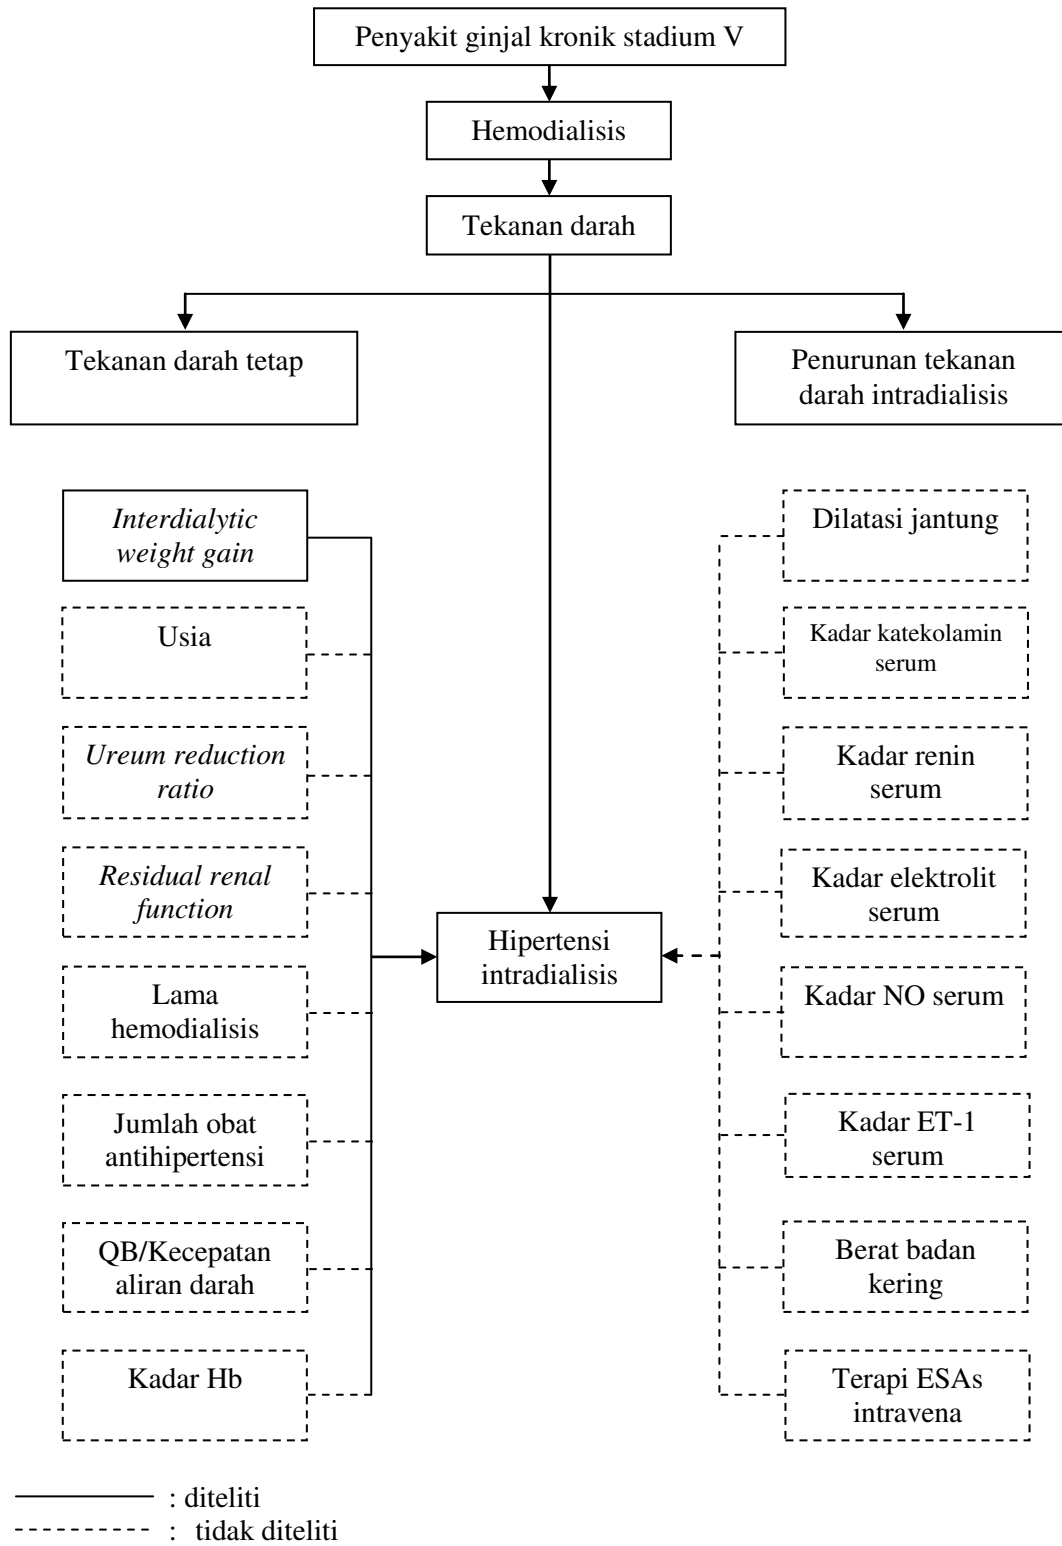 Penyakit ginjal kronik stadium V
Hemodialisis
Tekanan darah
Tekanan darah tetap
Penurunan tekanan
darah intradialisis
Interdialytic
weight gain
Usia
Ureum reduction
ratio
Residual renal
function
Lama
hemodialisis
Jumlah obat
antihipertensi
QB/Kecepatan
aliran darah
Kadar Hb
Hipertensi
intradialisis
Dilatasi jantung
Kadar katekolamin
serum
Kadar renin
serum
Kadar elektrolit
serum
Kadar NO serum
Kadar ET-1
serum
Berat badan
kering
Terapi ESAs
intravena
: diteliti
: tidak diteliti